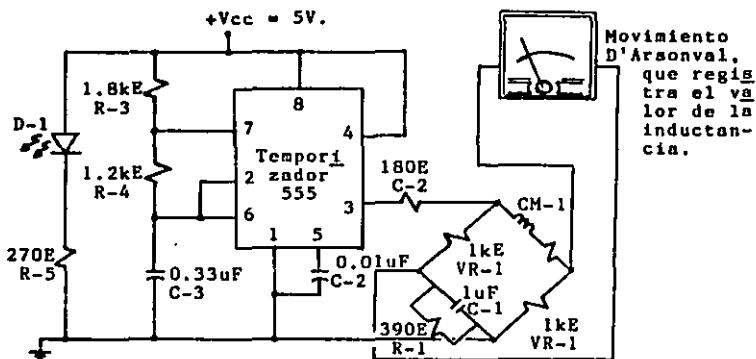 +Vcc = 5V.
Movimiento
D'Arsonval,
que regis
tra el va
lor de la
inductan-
cia.
1.8kE
R-3
D-1
1.2kE
R-4
270E
R-5
0.33uF
C-3
8
7
4
Tempori
zador
555
2
6
3
1
5
0.01uF
C-2
180E
C-2
CM-1
1kE
VR-1
1uF
C-1
390E
R-1
1kE
VR-1